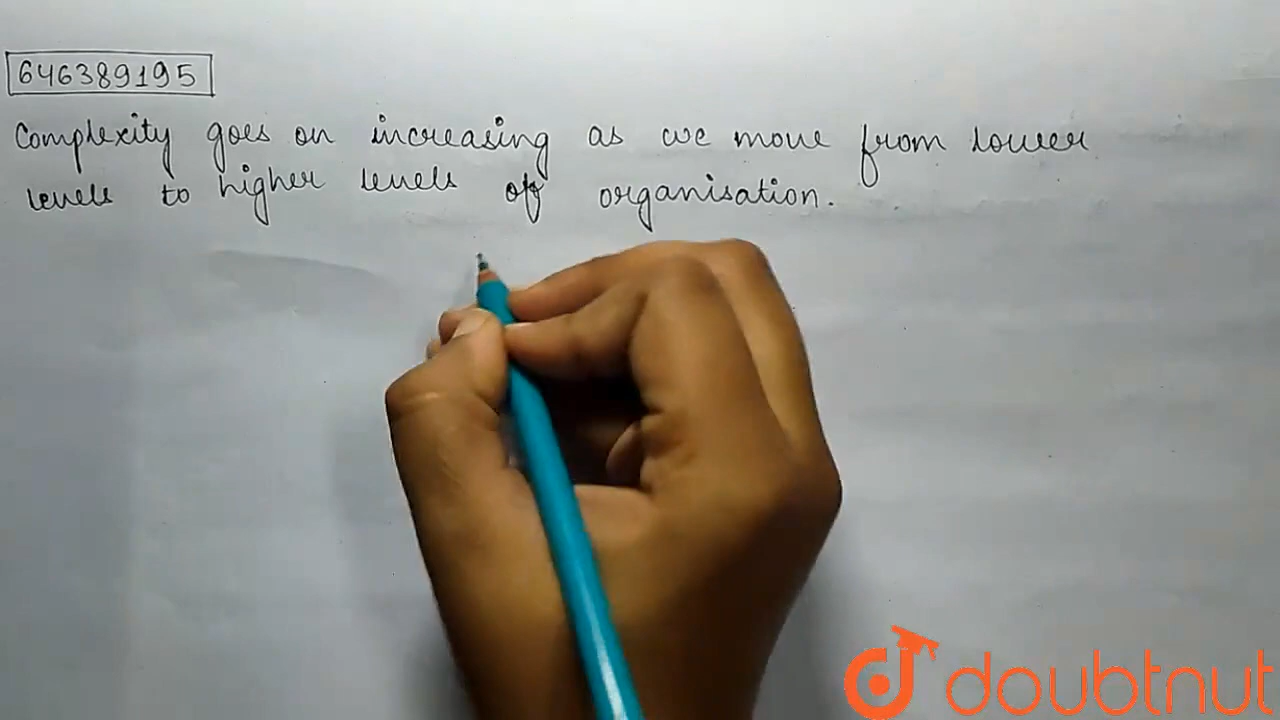 646389195
Complexity goes on increasing as we move from lower
levels to higher levels of organisation.
doubtnut